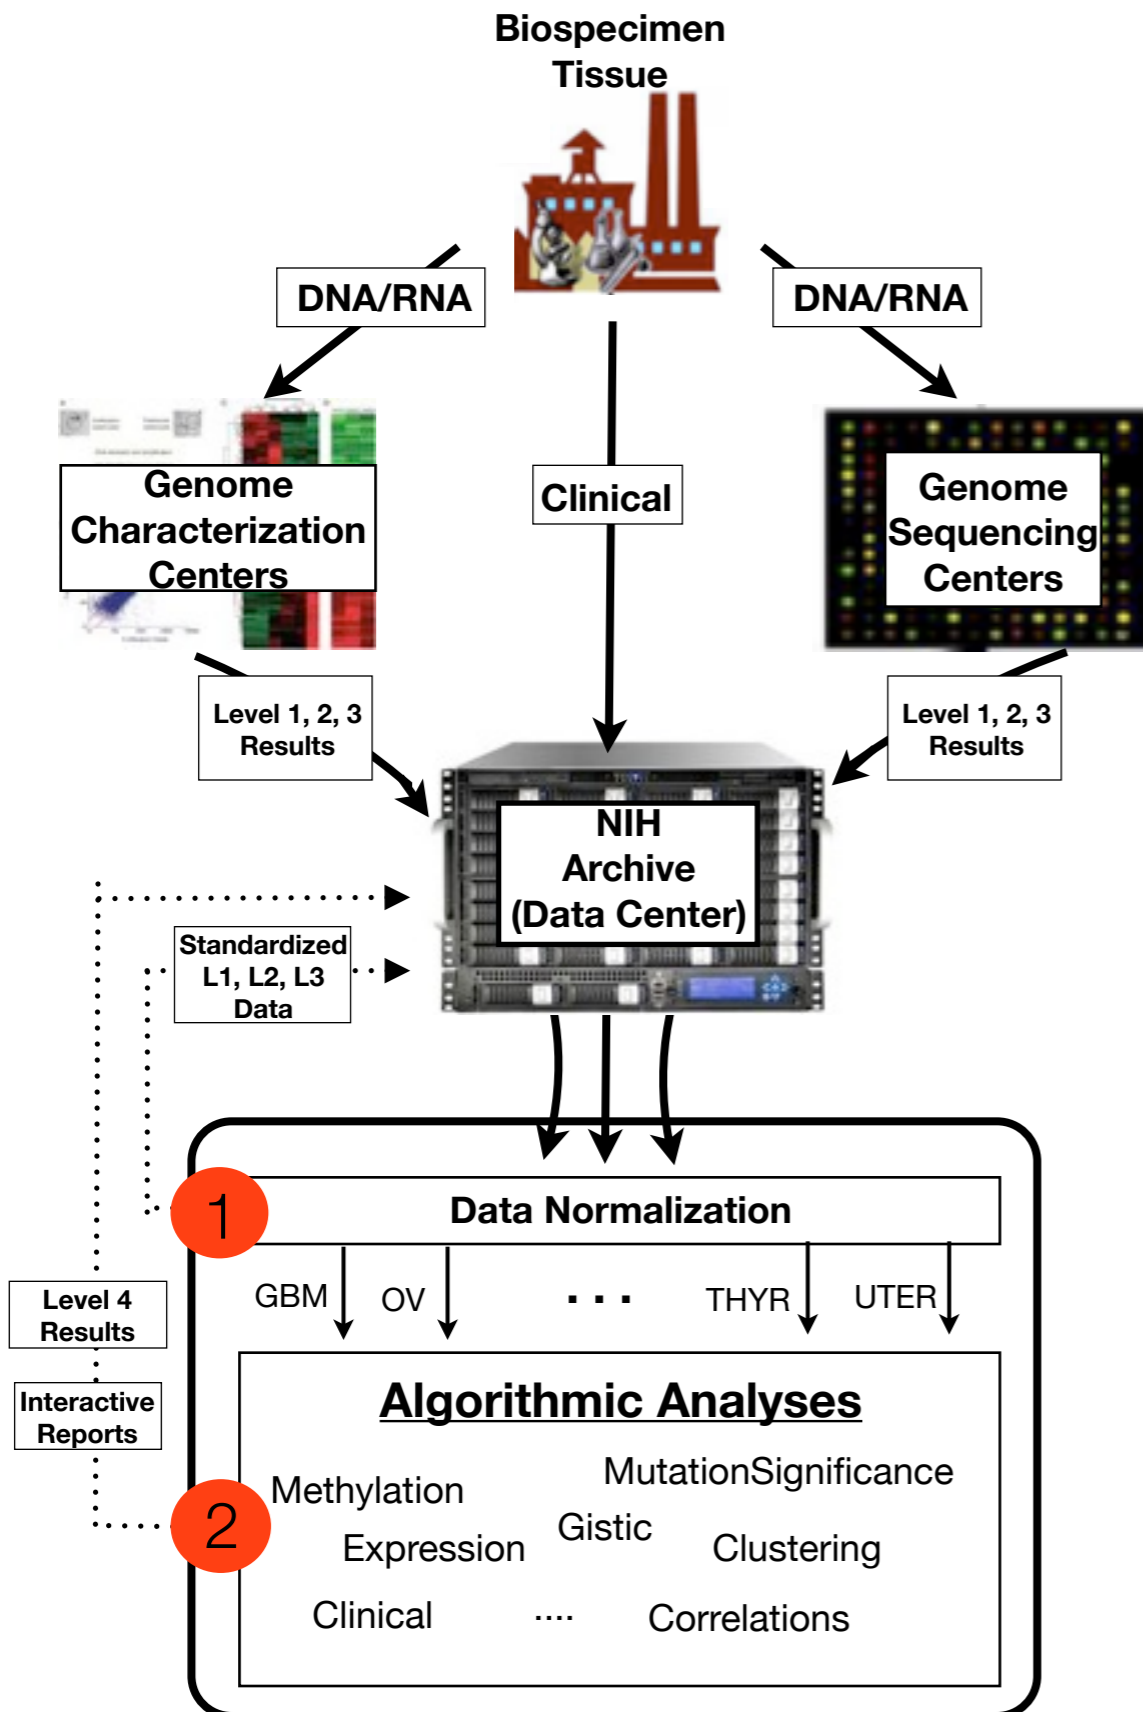 Biospecimen
Tissue
DNA/RNA
DNA/RNA
Genome
Characterization
Centers
Clinical
Genome
Sequencing
Centers
Level 1, 2, 3
Results
Level 1, 2, 3
Results
NIH
Archive
(Data Center)
Standardized
L1, L2, L3
Data
1
Data Normalization
GBM
OV
. . .
THYR
UTER
Level 4
Results
Interactive
Reports
Algorithmic Analyses
Methylation
MutationSignificance
2
Gistic
Expression
Clustering
Clinical
....
Correlations